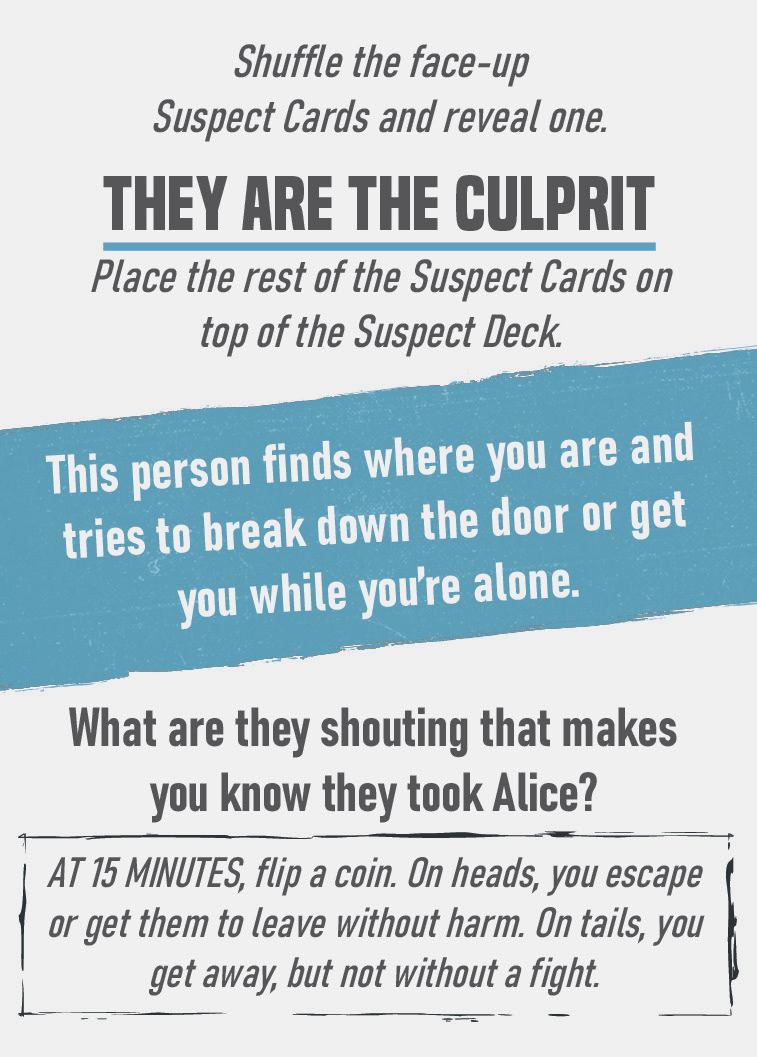 Shuffle the face-up
Suspect Cards and reveal one.
THEY ARE THE CULPRIT
Place the rest of the Suspect Cards on
top of the Suspect Deck.
This person finds where you are and
tries to break down the door or get
you while you're alone.
What are they shouting that makes
you know they took Alice?
AT 15 MINUTES, flip a coin. On heads, you escape
or get them to leave without harm. On tails, you
get away, but not without a fight.